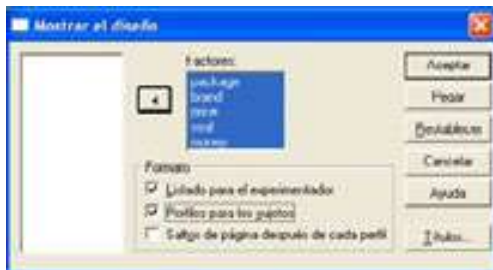 Mostrar el diseño
Factores:
package
brand
price
seal
money
Aceptar
Pegar
Restablecer
Cancelar
Ayuda
Títulos...
Formato
Listado para el experimentador
Perfiles para los sujetos
Saltos de página después de cada perfil